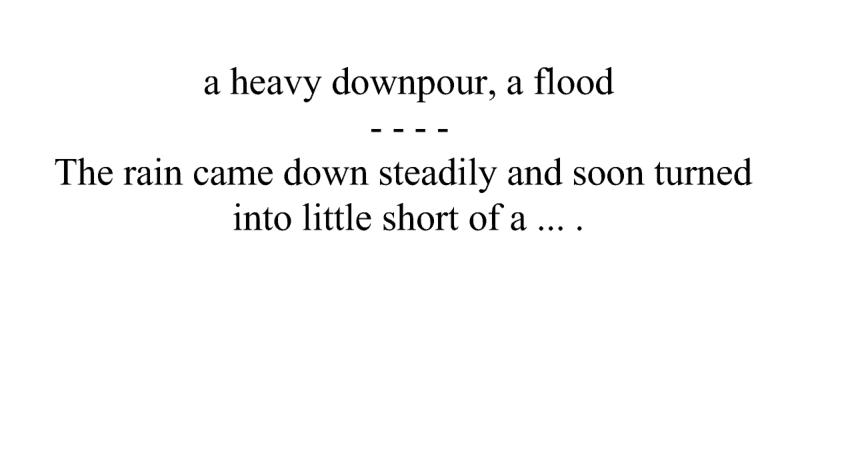 a heavy downpour, a flood
- - - -
The rain came down steadily and soon turned
into little short of a ... .